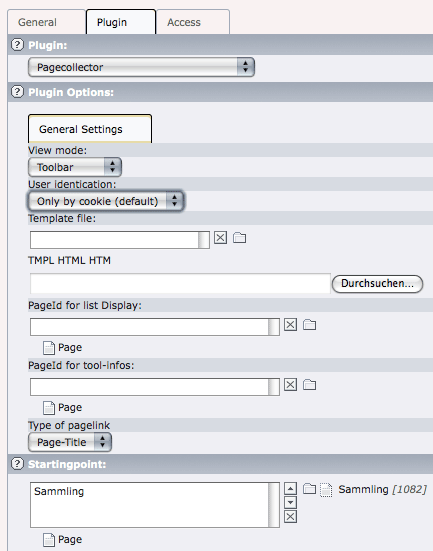 General Plugin Access
? Plugin:
Pagecollector
? Plugin Options:
General Settings
View mode:
Toolbar
User identication:
Only by cookie (default)
Template file:
TMPL HTML HTM
Durchsuchen...
PageId for list Display:
Page
PageId for tool-infos:
Page
Type of pagelink
Page-Title
? Startingpoint:
Sammling Sammling [1082]
Page